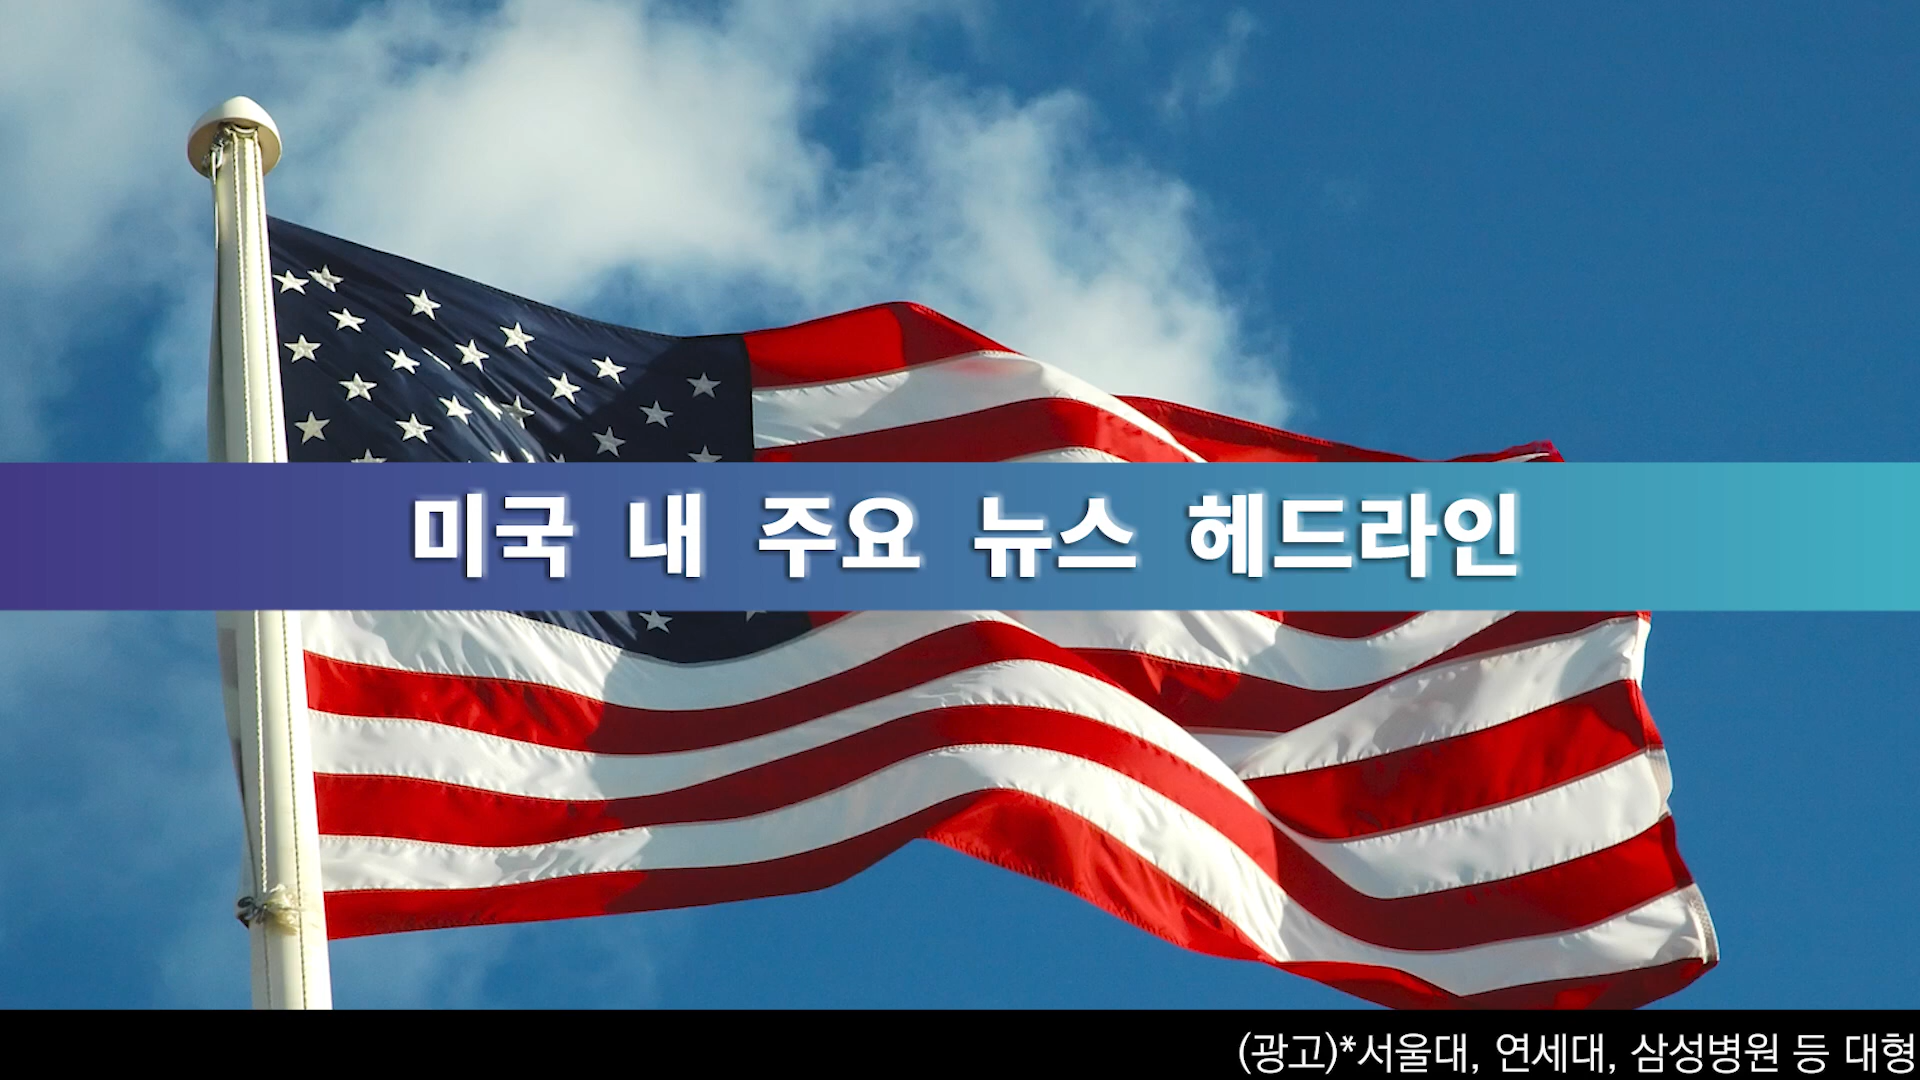 미국 내 주요 뉴스 헤드라인
(광고)*서울대, 연세대, 삼성병원 등 대형